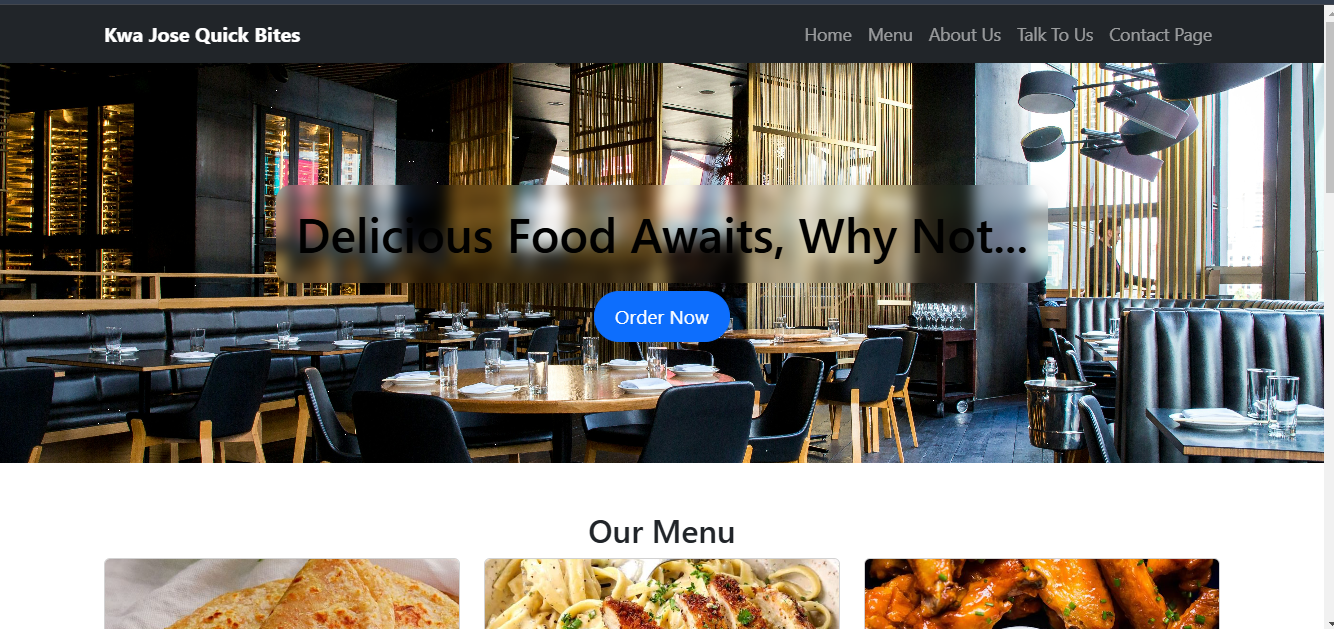 Kwa Jose Quick Bites
Home Menu About Us Talk To Us Contact Page
Delicious Food Awaits, Why Not...
Order Now
Our Menu